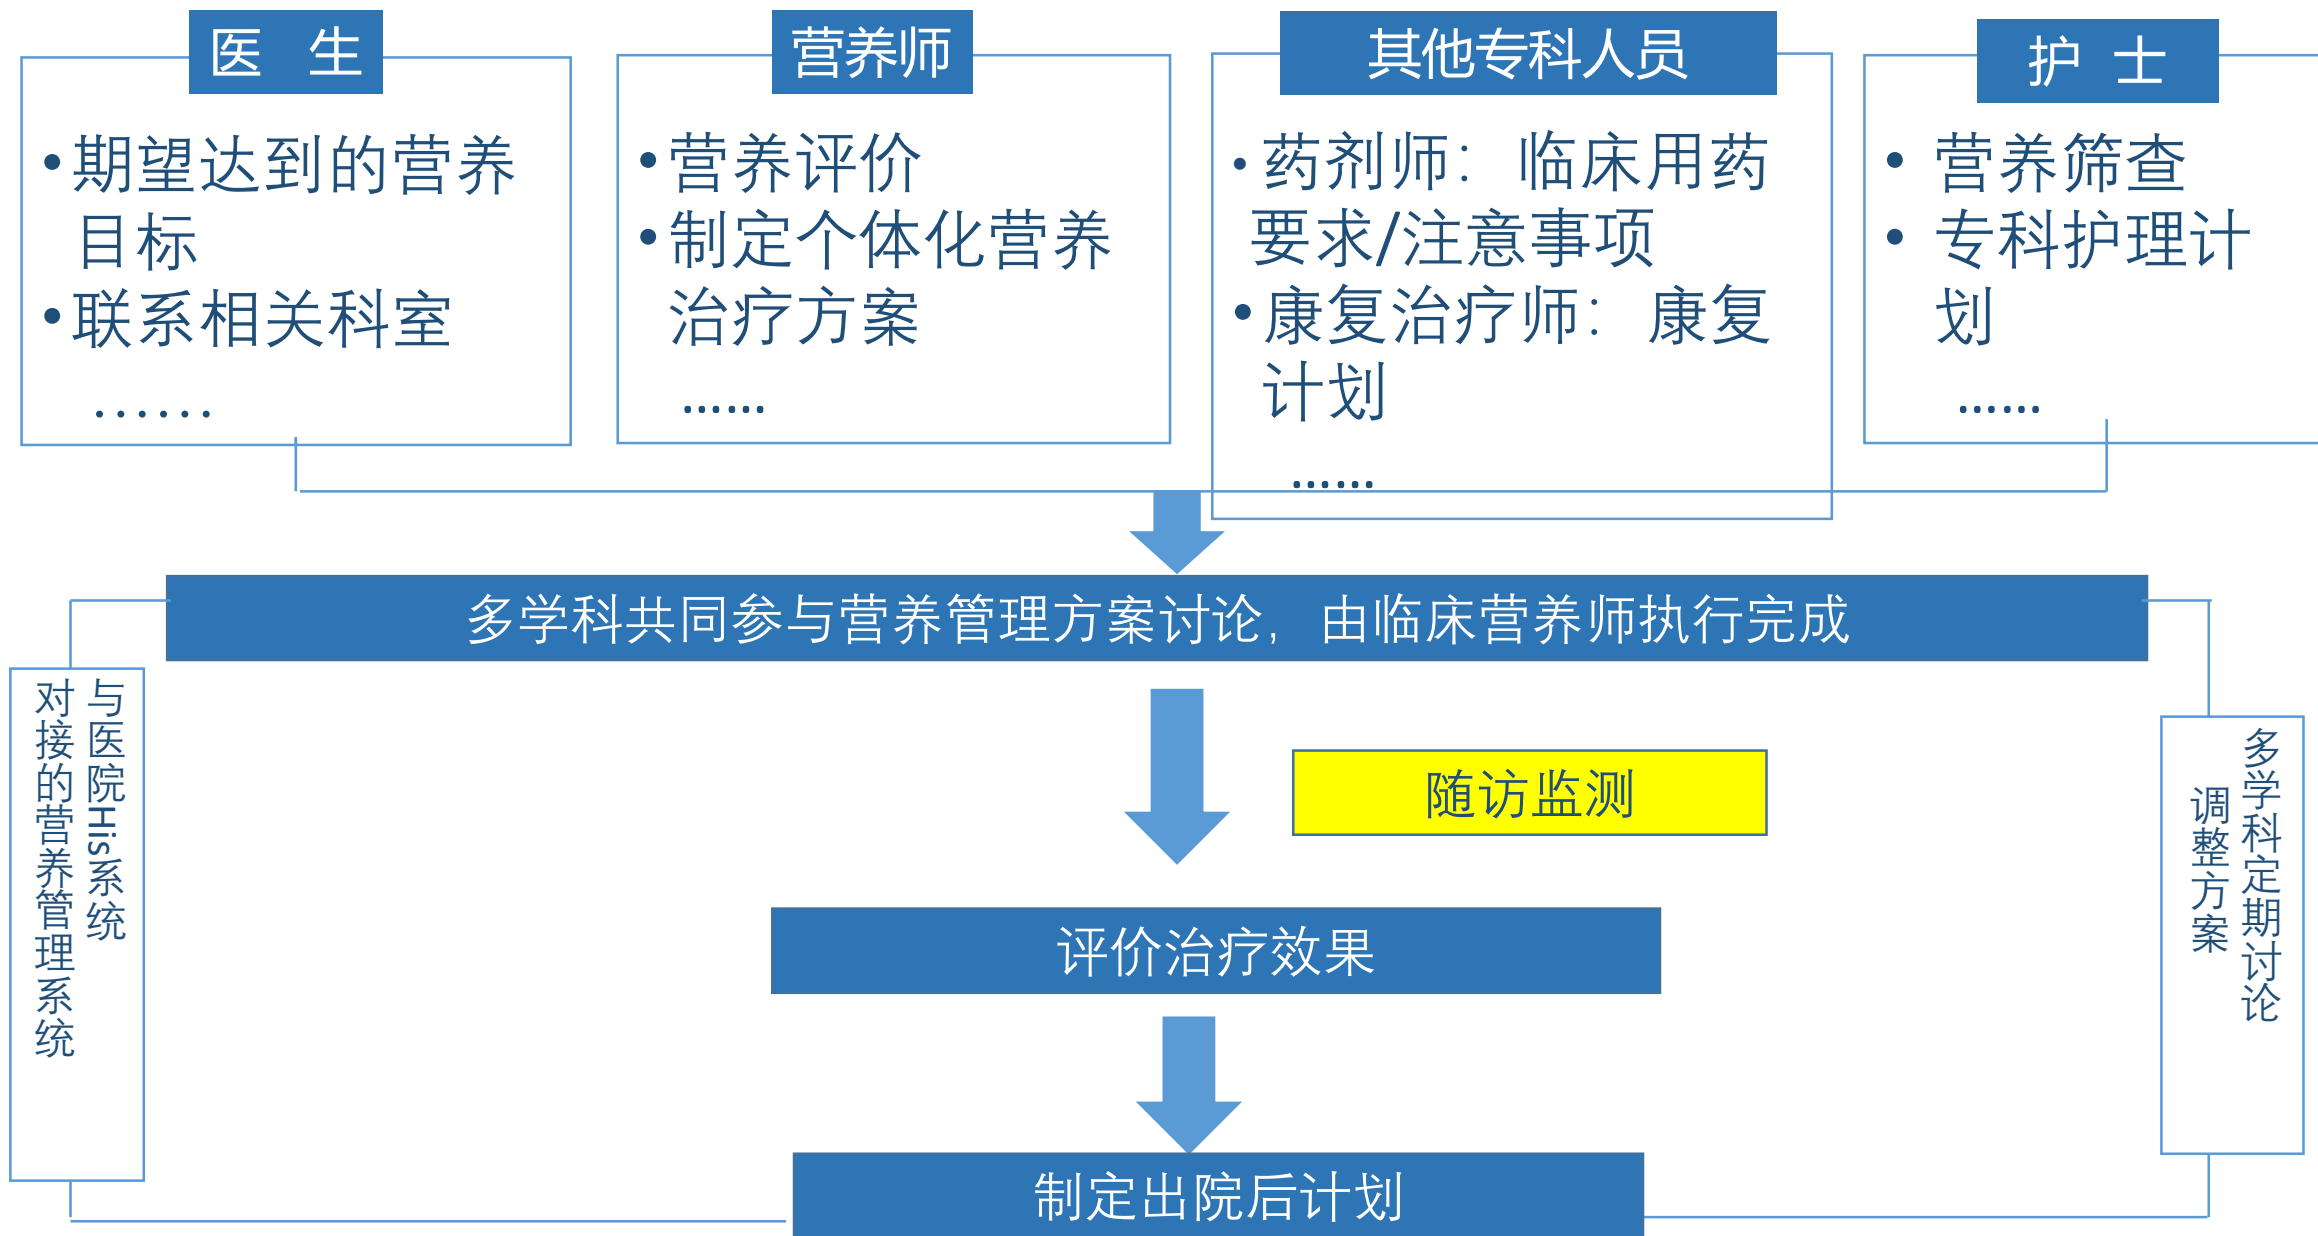 医 生
• 期望达到的营养
目标
• 联系相关科室
······
营养师
• 营养评价
• 制定个体化营养
治疗方案
……
其他专科人员
• 药剂师：临床用药
要求/注意事项
• 康复治疗师：康复
计划
……
护 士
• 营养筛查
• 专科护理计
划
……
多学科共同参与营养管理方案讨论，由临床营养师执行完成
与医院His系统
对接的营养管理系统
随访监测
多学科定期讨论
调整方案
评价治疗效果
制定出院后计划